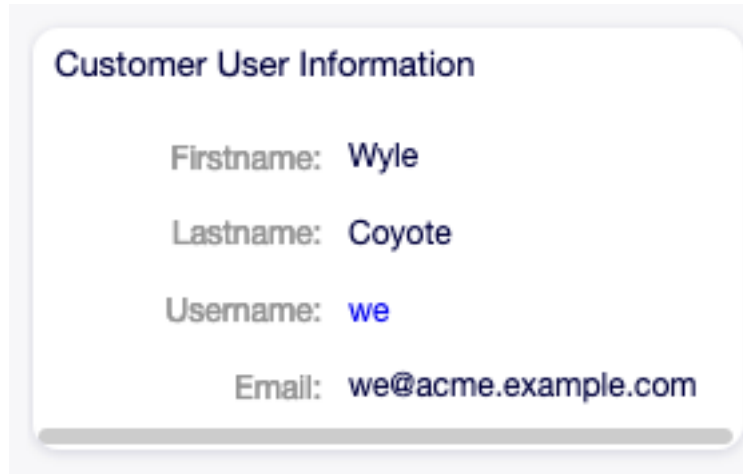 Customer User Information
Firstname: Wyle
Lastname: Coyote
Username: we
Email: we@acme.example.com